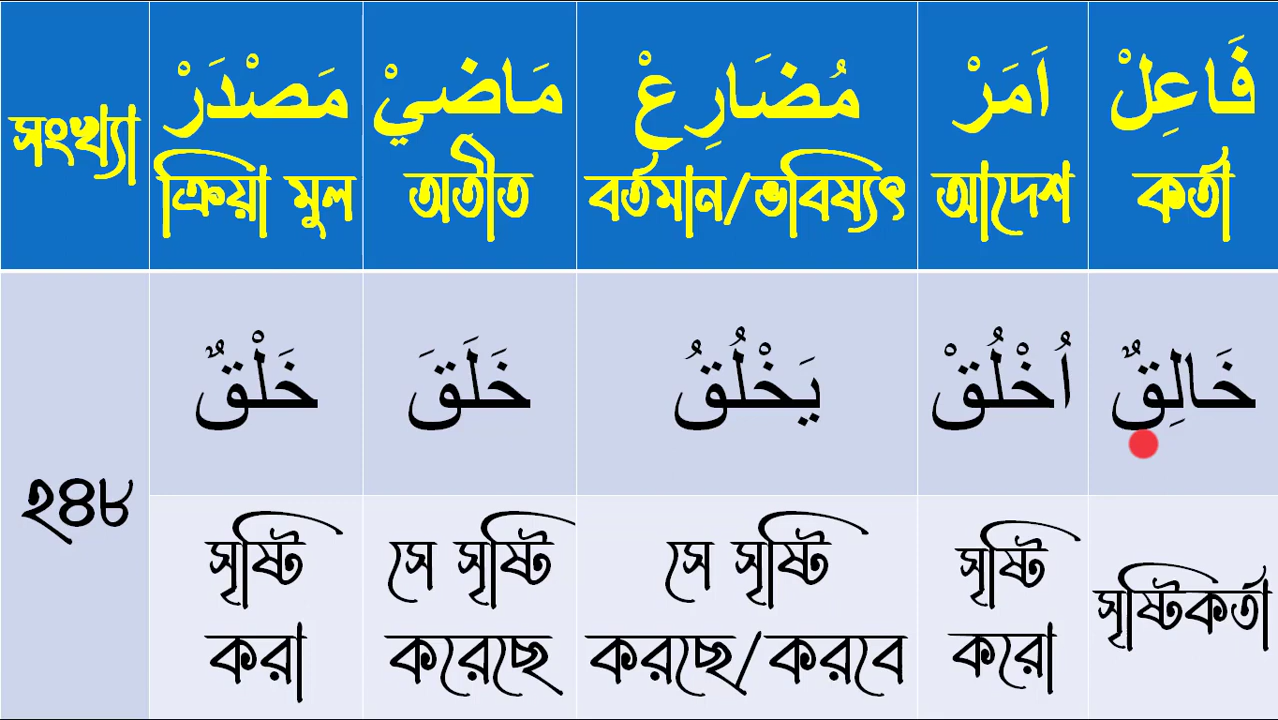 সংখ্যা
مَصْدَرْ
ক্রিয়া মুল
مَاضِيْ
অতীত
مُضَارِعْ
বর্তমান/ভবিষ্যৎ
اَمَرْ
আদেশ
فَاعِلْ
কর্তা
২৪৮
خَلْقٌ
خَلَقَ
يَخْلُقُ
اُخْلُقْ
خَالِقٌ
সৃষ্টি
করা
সে সৃষ্টি
করেছে
সে সৃষ্টি
করছে/করবে
সৃষ্টি
করো
সৃষ্টিকর্তা